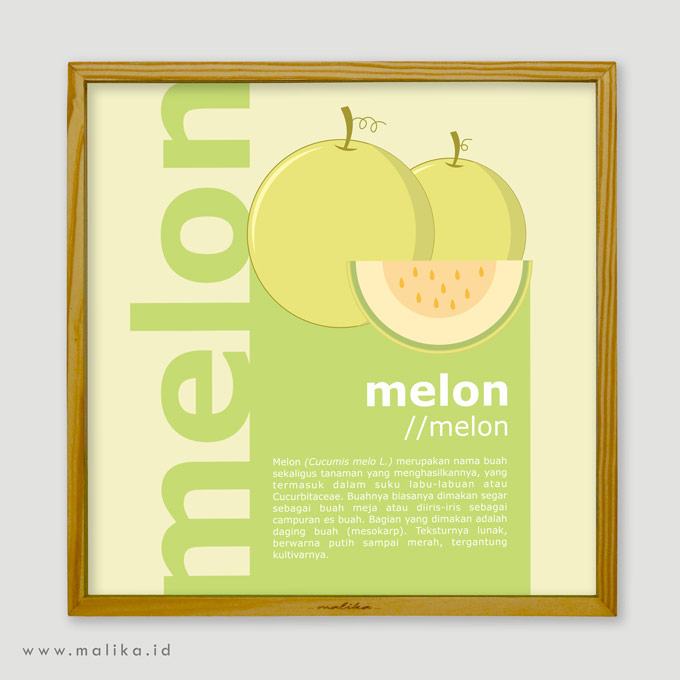 melon
melon
//melon
Melon (Cucumis melo L.) merupakan nama buah
sekaligus tanaman yang menghasilkannya, yang
termasuk dalam suku labu-labuan atau
Cucurbitaceae. Buahnya biasanya dimakan segar
sebagai buah meja atau diiris-iris sebagai
campuran es buah. Bagian yang dimakan adalah
daging buah (mesokarp). Teksturnya lunak,
berwarna putih sampai merah, tergantung
kultivarnya.
malika
www.malika.id